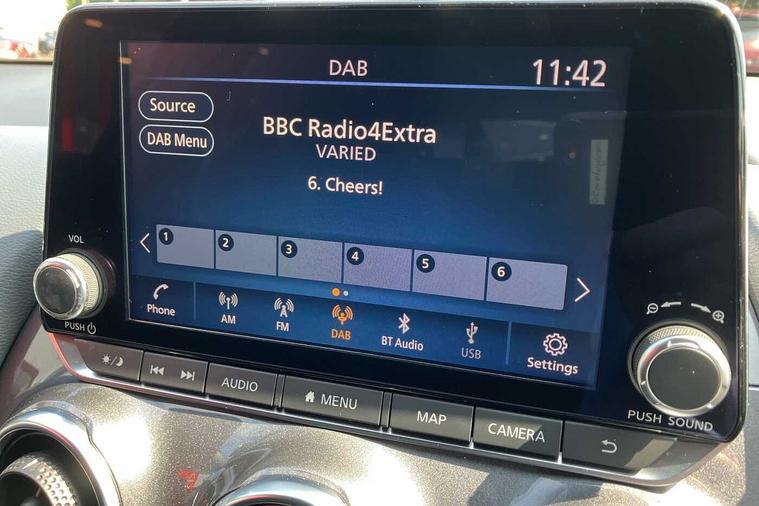 DAB
11:42
Source
DAB Menu
BBC Radio4Extra
VARIED
6. Cheers!
1 2 3 4 5 6
VOL
PUSH
Phone
AM
FM
DAB
BT Audio
USB
Settings
AUDIO
MENU
MAP
CAMERA
PUSH SOUND